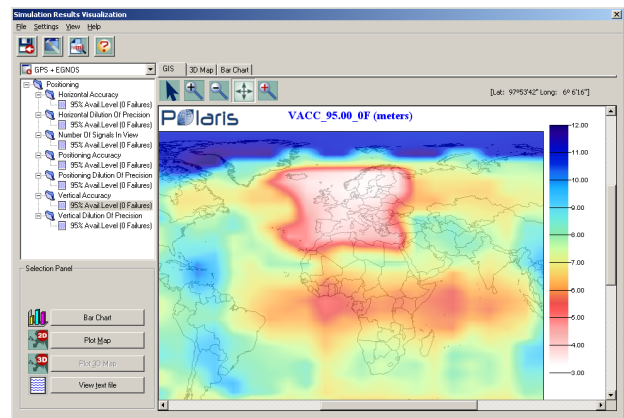 Simulation Results Visualization
File Settings View Help
GPS + EGNOS
Positioning
Horizontal Accuracy
95% Avail.Level (0 Failures)
Horizontal Dilution Of Precision
95% Avail.Level (0 Failures)
Number Of Signals In View
95% Avail.Level (0 Failures)
Positioning Accuracy
95% Avail.Level (0 Failures)
Positioning Dilution Of Precision
95% Avail.Level (0 Failures)
Vertical Accuracy
95% Avail.Level (0 Failures)
Vertical Dilution Of Precision
95% Avail.Level (0 Failures)
Selection Panel
Bar Chart
2D
Plot Map
3D
Plot 3D Map
View text file
GIS 3D Map Bar Chart
[Lat: 97º53'42" Long: 6º 6'16"]
Polaris
VACC_95.00_0F (meters)
12.00
11.00
10.00
9.00
8.00
7.00
6.00
5.00
4.00
3.00